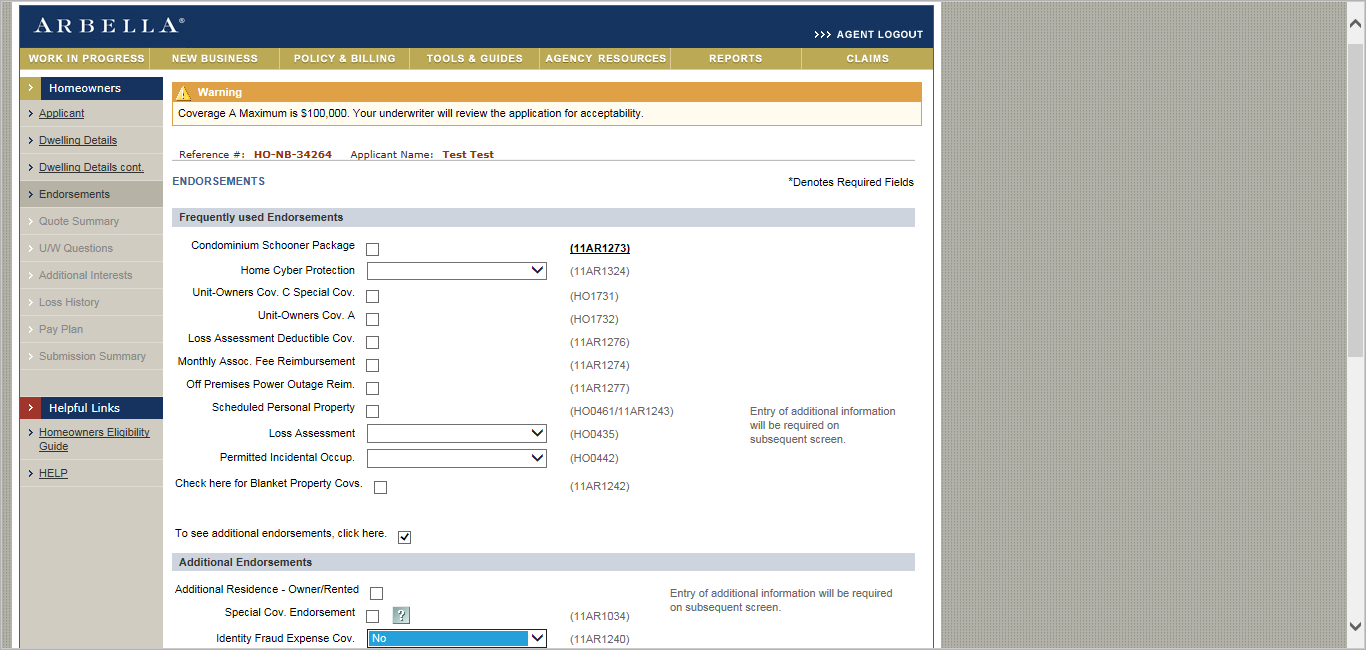 ARBELLA®
>>> AGENT LOGOUT
WORK IN PROGRESS NEW BUSINESS POLICY & BILLING TOOLS & GUIDES AGENCY RESOURCES REPORTS CLAIMS
Homeowners
Applicant
Dwelling Details
Dwelling Details cont.
Endorsements
Quote Summary
U/W Questions
Additional Interests
Loss History
Pay Plan
Submission Summary
Helpful Links
Homeowners Eligibility
Guide
HELP
Warning
Coverage A Maximum is $100,000. Your underwriter will review the application for acceptability.
Reference #: HO-NB-34264 Applicant Name: Test Test
ENDORSEMENTS
*Denotes Required Fields
Frequently used Endorsements
Condominium Schooner Package (11AR1273)
Home Cyber Protection (11AR1324)
Unit-Owners Cov. C Special Cov. (HO1731)
Unit-Owners Cov. A (HO1732)
Loss Assessment Deductible Cov. (11AR1276)
Monthly Assoc. Fee Reimbursement (11AR1274)
Off Premises Power Outage Reim. (11AR1277)
Scheduled Personal Property (HO0461/11AR1243)
Entry of additional information
will be required on
subsequent screen.
Loss Assessment (HO0435)
Permitted Incidental Occup. (HO0442)
Check here for Blanket Property Covs. (11AR1242)
To see additional endorsements, click here.
Additional Endorsements
Additional Residence - Owner/Rented
Entry of additional information will be required
on subsequent screen.
Special Cov. Endorsement ? (11AR1034)
Identity Fraud Expense Cov. No (11AR1240)